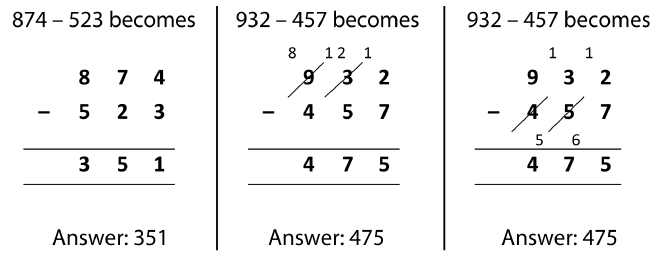 874 – 523 becomes
8 7 4
– 5 2 3
3 5 1
Answer: 351
932 – 457 becomes
8 12 1
9 3 2
– 4 5 7
4 7 5
Answer: 475
932 – 457 becomes
1 1
9 3 2
– 4 5 7
5 6
4 7 5
Answer: 475